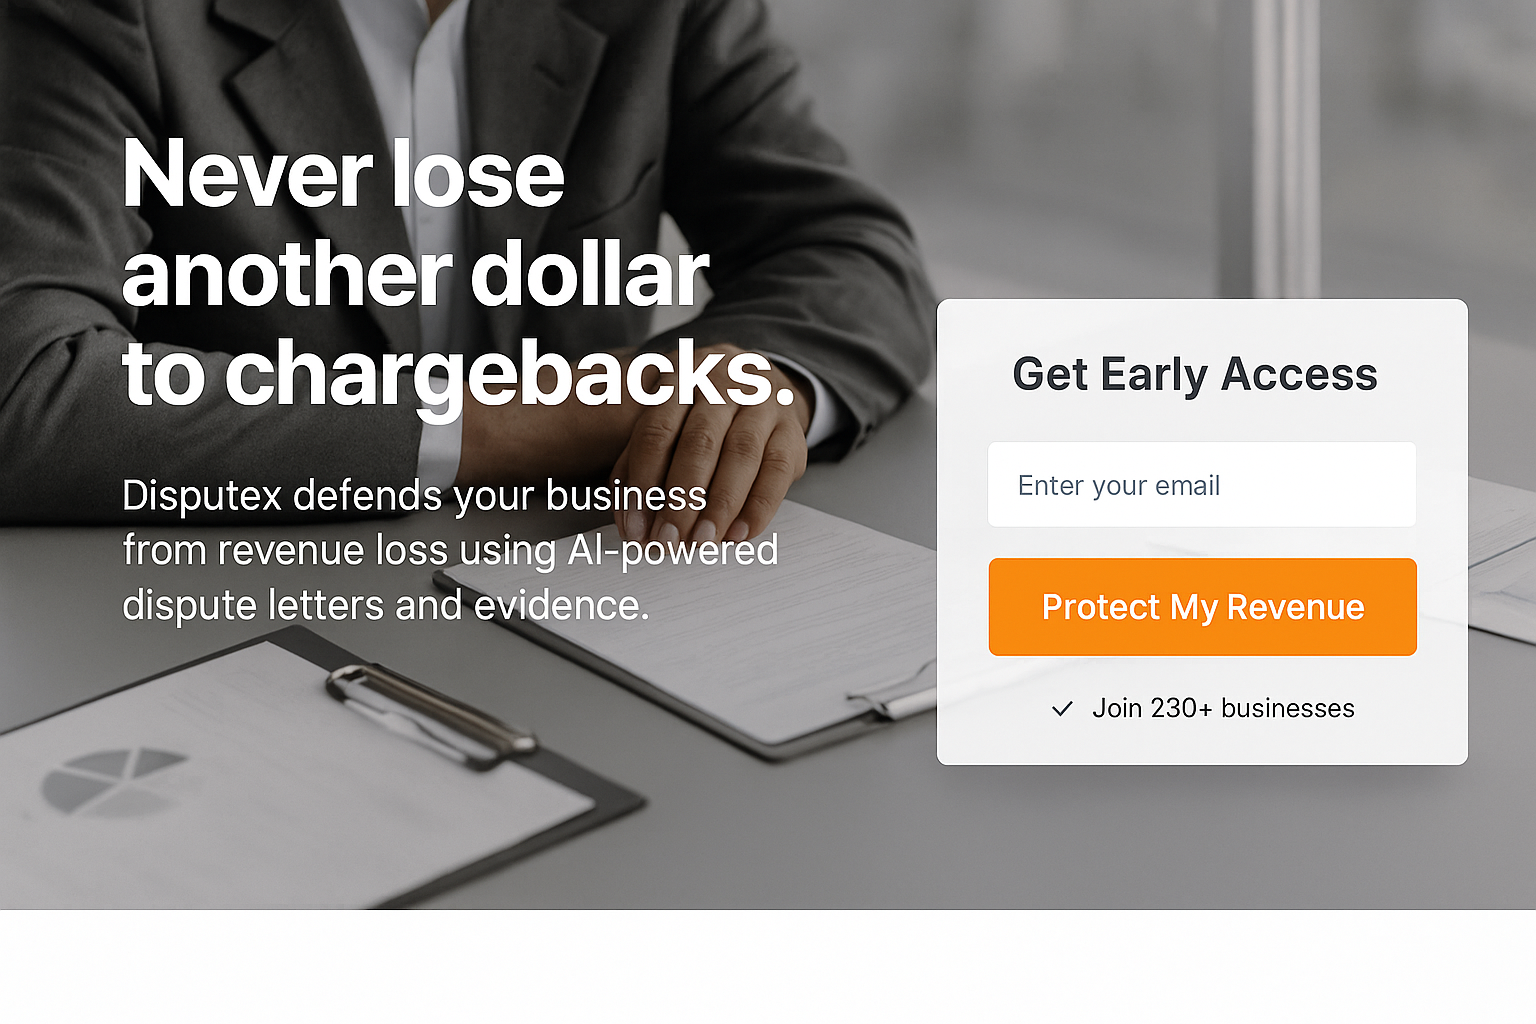 Never lose
another dollar
to chargebacks.
Disputex defends your business
from revenue loss using AI-powered
dispute letters and evidence.
Get Early Access
Enter your email
Protect My Revenue
✓ Join 230+ businesses